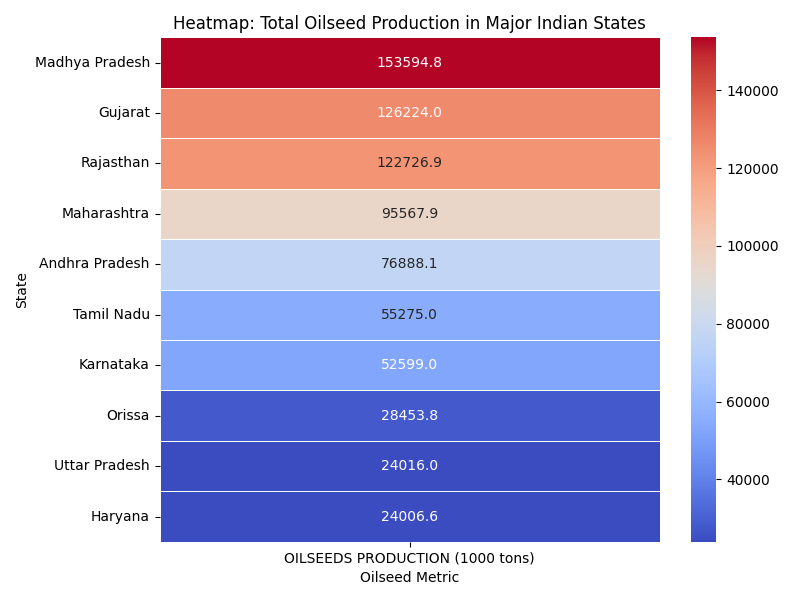 Heatmap: Total Oilseed Production in Major Indian States
State
Madhya Pradesh 153594.8
Gujarat 126224.0
Rajasthan 122726.9
Maharashtra 95567.9
Andhra Pradesh 76888.1
Tamil Nadu 55275.0
Karnataka 52599.0
Orissa 28453.8
Uttar Pradesh 24016.0
Haryana 24006.6
OILSEEDS PRODUCTION (1000 tons)
Oilseed Metric
140000
120000
100000
80000
60000
40000